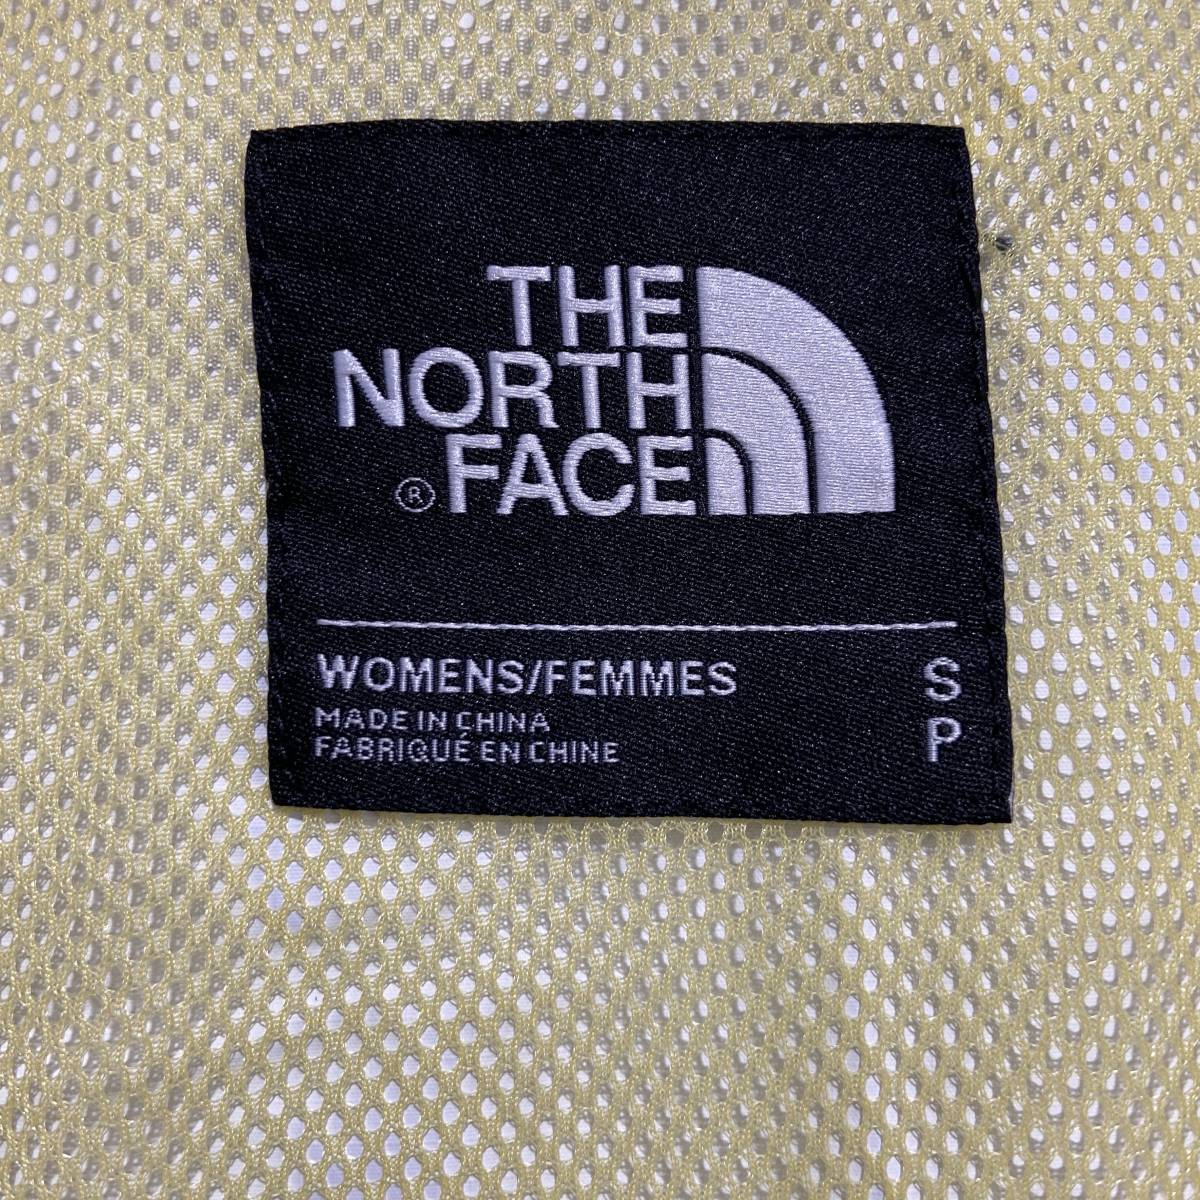 THE
NORTH
® FACE
WOMENS/FEMMES S
MADE IN CHINA
FABRIQUÉ EN CHINE P